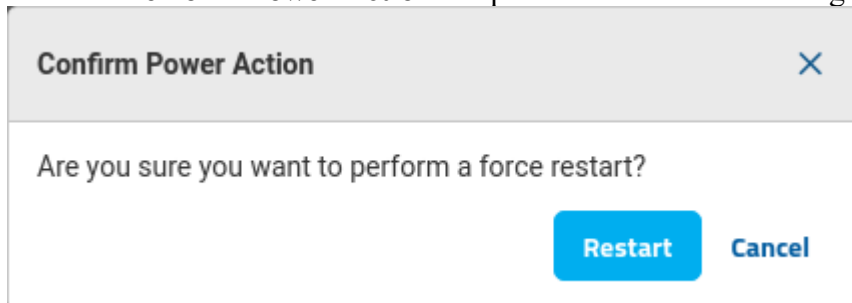 Confirm Power Action
Are you sure you want to perform a force restart?
Restart Cancel